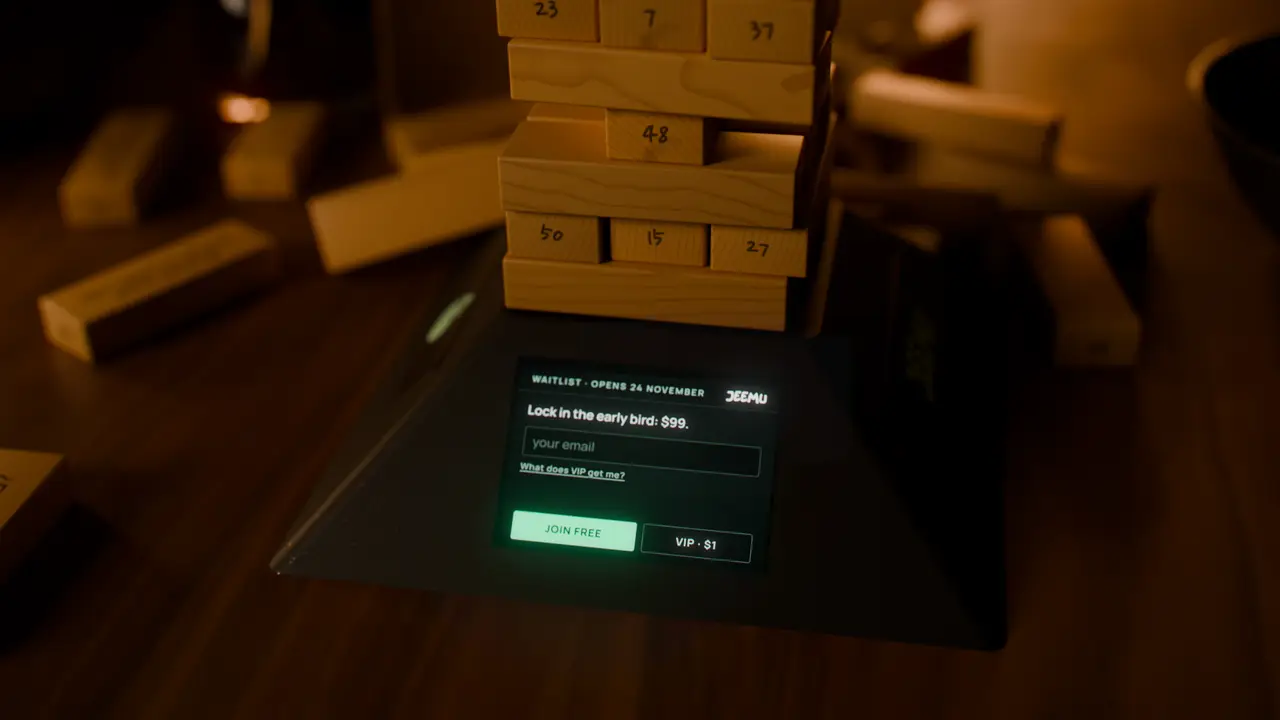 23 7 37
48
50 15 27
WAITLIST · OPENS 24 NOVEMBER
JEEMU
Lock in the early bird: $99.
your email
What does VIP get me?
JOIN FREE
VIP · $1